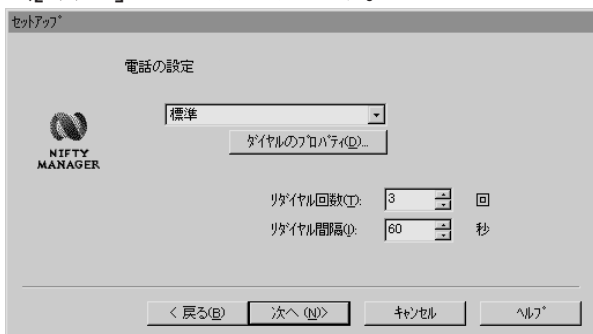 ｾｯﾄｱｯﾌﾟ
電話の設定
標準
ﾀﾞｲﾔﾙのﾌﾟﾛﾊﾟﾃｨ(D)...
NIFTY
MANAGER
ﾘﾀﾞｲﾔﾙ回数(T): 3 回
ﾘﾀﾞｲﾔﾙ間隔(I): 60 秒
< 戻る(B) 次へ (N)> ｷｬﾝｾﾙ ﾍﾙﾌﾟ